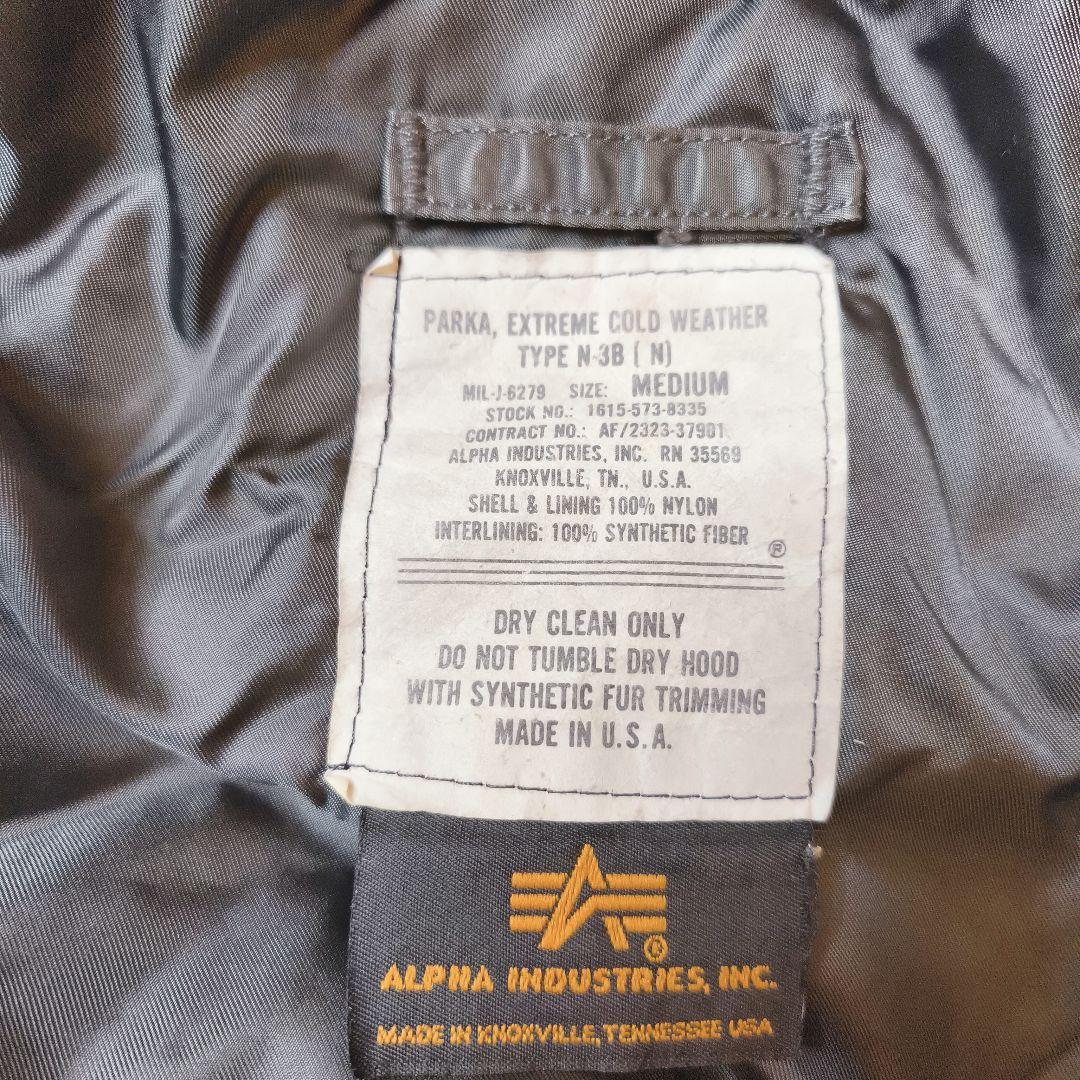 PARKA, EXTREME COLD WEATHER
TYPE N-3B ( N)
MIL-J-6279 SIZE: MEDIUM
STOCK NO.: 1615-573-8335
CONTRACT NO.: AF/2323-37901
ALPHA INDUSTRIES, INC. RN 35569
KNOXVILLE, TN., U.S.A.
SHELL & LINING 100% NYLON
INTERLINING: 100% SYNTHETIC FIBER
®
DRY CLEAN ONLY
DO NOT TUMBLE DRY HOOD
WITH SYNTHETIC FUR TRIMMING
MADE IN U.S.A.
®
ALPHA INDUSTRIES, INC.
MADE IN KNOXVILLE, TENNESSEE USA